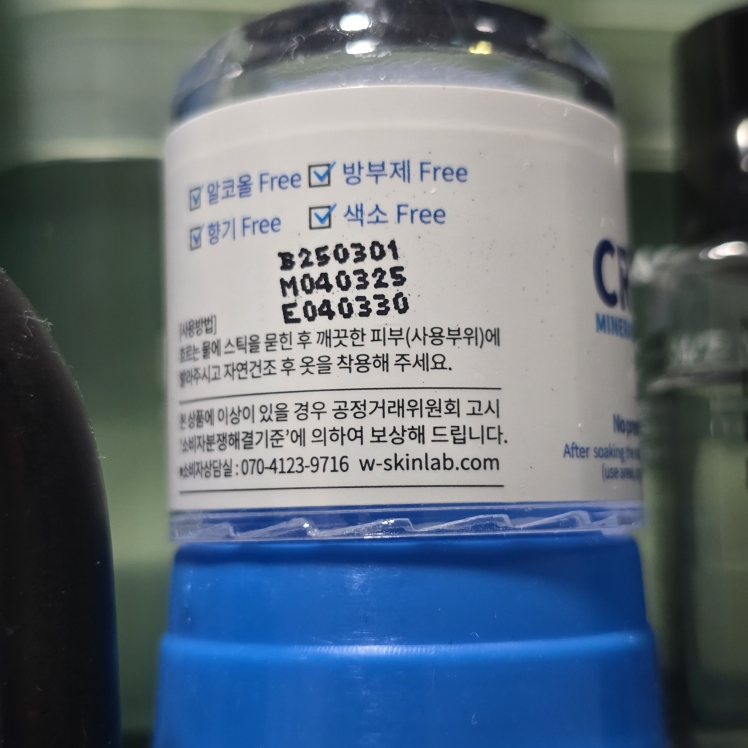 알코올 Free 방부제 Free
향기 Free 색소 Free
B250301
M040325
E040330
[사용방법]
흐르는 물에 스틱을 묻힌 후 깨끗한 피부(사용부위)에
발라주시고 자연건조 후 옷을 착용해 주세요.
본 상품에 이상이 있을 경우 공정거래위원회 고시
'소비자분쟁해결기준'에 의하여 보상해 드립니다.
•소비자상담실 : 070-4123-9716 w-skinlab.com
CR
MINER
After soaking the
(use area